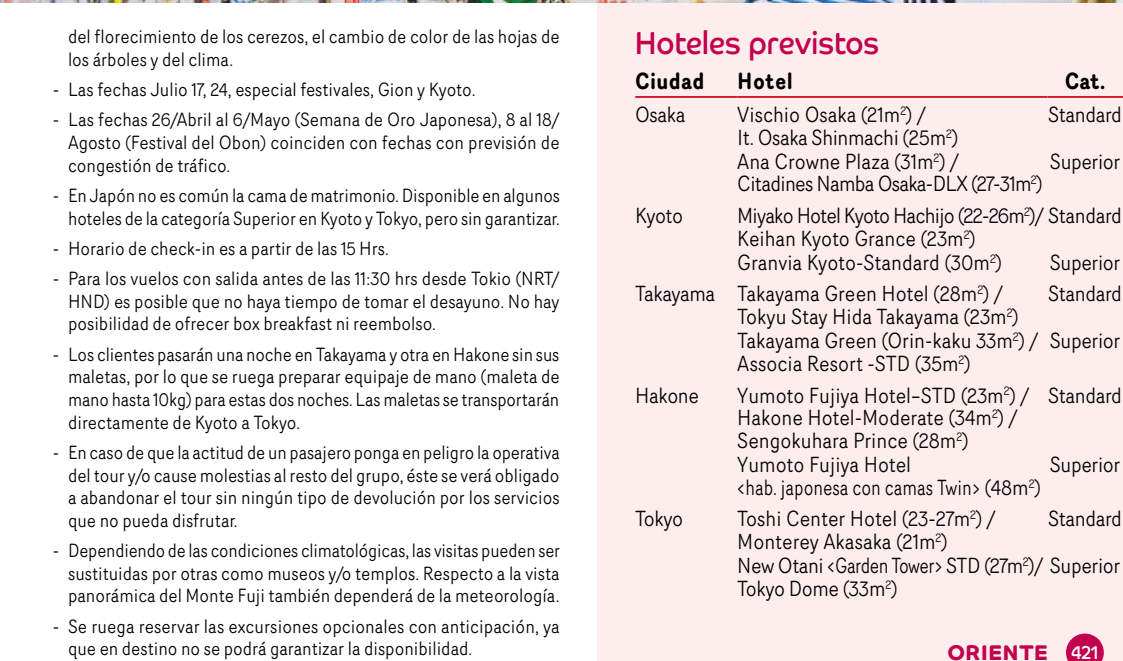 del florecimiento de los cerezos, el cambio de color de las hojas de
los árboles y del clima.
- Las fechas Julio 17, 24, especial festivales, Gion y Kyoto.
- Las fechas 26/Abril al 6/Mayo (Semana de Oro Japonesa), 8 al 18/
Agosto (Festival del Obon) coinciden con fechas con previsión de
congestión de tráfico.
- En Japón no es común la cama de matrimonio. Disponible en algunos
hoteles de la categoría Superior en Kyoto y Tokyo, pero sin garantizar.
- Horario de check-in es a partir de las 15 Hrs.
- Para los vuelos con salida antes de las 11:30 hrs desde Tokio (NRT/
HND) es posible que no haya tiempo de tomar el desayuno. No hay
posibilidad de ofrecer box breakfast ni reembolso.
- Los clientes pasarán una noche en Takayama y otra en Hakone sin sus
maletas, por lo que se ruega preparar equipaje de mano (maleta de
mano hasta 10kg) para estas dos noches. Las maletas se transportarán
directamente de Kyoto a Tokyo.
- En caso de que la actitud de un pasajero ponga en peligro la operativa
del tour y/o cause molestias al resto del grupo, éste se verá obligado
a abandonar el tour sin ningún tipo de devolución por los servicios
que no pueda disfrutar.
- Dependiendo de las condiciones climatológicas, las visitas pueden ser
sustituidas por otras como museos y/o templos. Respecto a la vista
panorámica del Monte Fuji también dependerá de la meteorología.
- Se ruega reservar las excursiones opcionales con anticipación, ya
que en destino no se podrá garantizar la disponibilidad.
Hoteles previstos
Ciudad Hotel Cat.
Osaka Vischio Osaka (21m²) / Standard
It. Osaka Shinmachi (25m²)
Ana Crowne Plaza (31m²) / Superior
Citadines Namba Osaka-DLX (27-31m²)
Kyoto Miyako Hotel Kyoto Hachijo (22-26m²)/ Standard
Keihan Kyoto Grance (23m²)
Granvia Kyoto-Standard (30m²) Superior
Takayama Takayama Green Hotel (28m²) / Standard
Tokyu Stay Hida Takayama (23m²)
Takayama Green (Orin-kaku 33m²) / Superior
Associa Resort -STD (35m²)
Hakone Yumoto Fujiya Hotel–STD (23m²) / Standard
Hakone Hotel-Moderate (34m²) /
Sengokuhara Prince (28m²)
Yumoto Fujiya Hotel Superior
<hab. japonesa con camas Twin> (48m²)
Tokyo Toshi Center Hotel (23-27m²) / Standard
Monterey Akasaka (21m²)
New Otani <Garden Tower> STD (27m²)/ Superior
Tokyo Dome (33m²)
ORIENTE 421